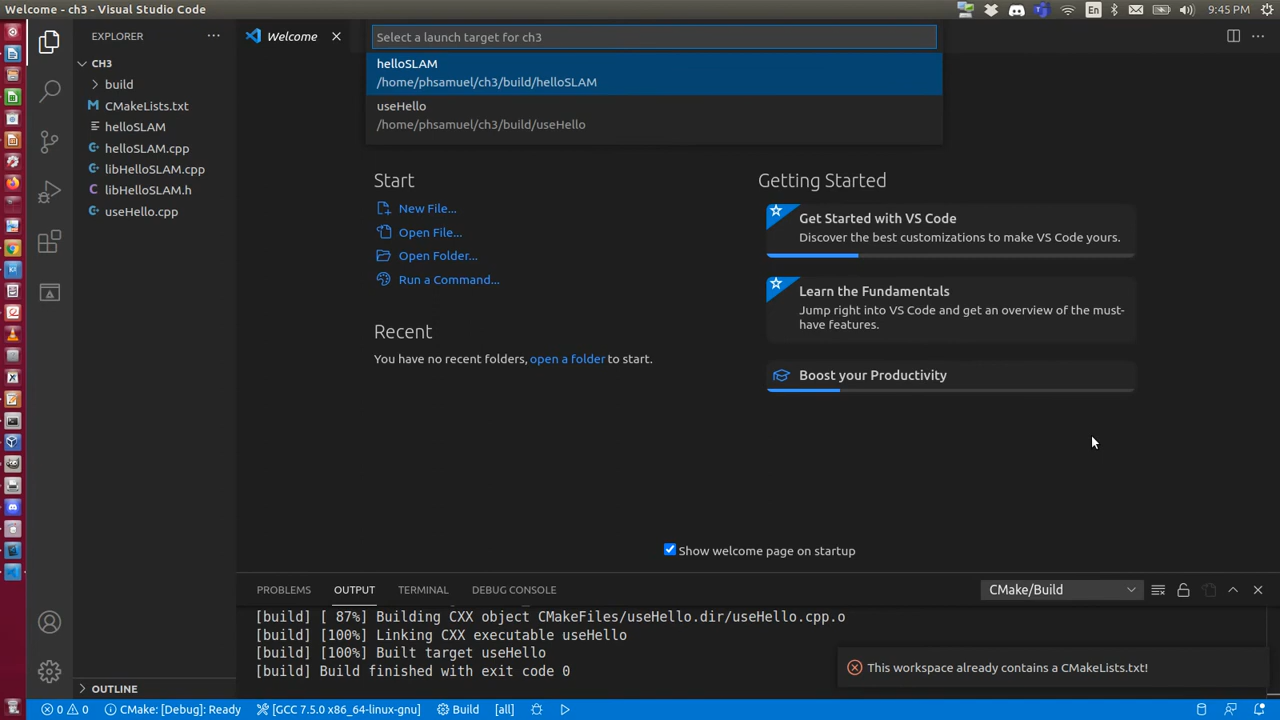 Welcome - ch3 - Visual Studio Code
En
9:45 PM
EXPLORER
Welcome
Select a launch target for ch3
helloSLAM
/home/phsamuel/ch3/build/helloSLAM
useHello
/home/phsamuel/ch3/build/useHello
CH3
build
CMakeLists.txt
helloSLAM
helloSLAM.cpp
libHelloSLAM.cpp
libHelloSLAM.h
useHello.cpp
Start
New File...
Open File...
Open Folder...
Run a Command...
Recent
You have no recent folders, open a folder to start.
Getting Started
Get Started with VS Code
Discover the best customizations to make VS Code yours.
Learn the Fundamentals
Jump right into VS Code and get an overview of the must-
have features.
Boost your Productivity
Show welcome page on startup
PROBLEMS OUTPUT TERMINAL DEBUG CONSOLE
CMake/Build
[build] [ 87%] Building CXX object CMakeFiles/useHello.dir/useHello.cpp.o
[build] [100%] Linking CXX executable useHello
[build] [100%] Built target useHello
[build] Build finished with exit code 0
This workspace already contains a CMakeLists.txt!
OUTLINE
0 0 CMake: [Debug]: Ready [GCC 7.5.0 x86_64-linux-gnu] Build [all]